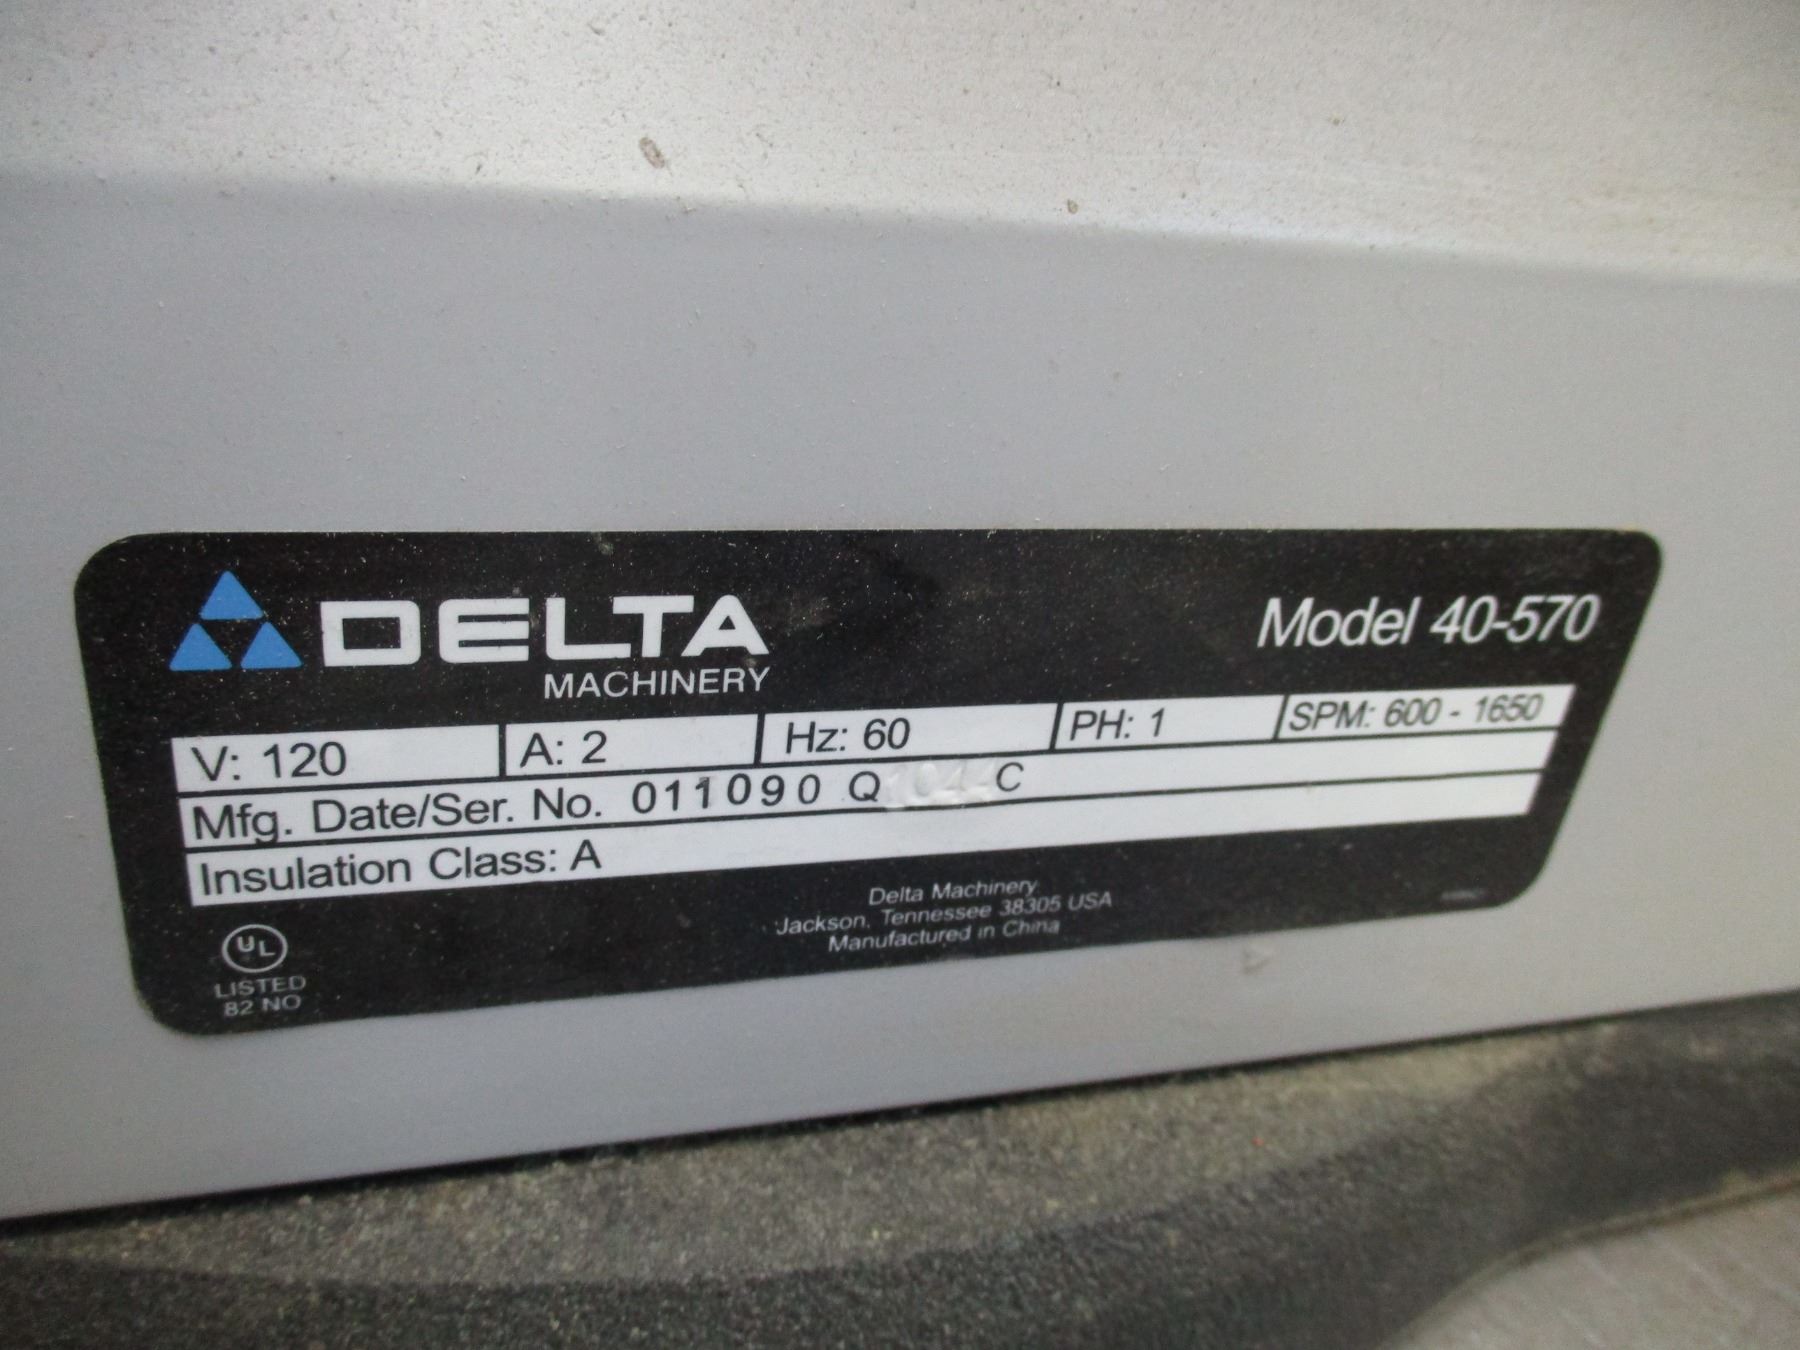 DELTA
MACHINERY
Model 40-570
V: 120 A: 2 Hz: 60 PH: 1 SPM: 600 - 1650
Mfg. Date/Ser. No. 011090 Q C
Insulation Class: A
Delta Machinery
Jackson, Tennessee 38305 USA
Manufactured in China
UL
LISTED
82 NO